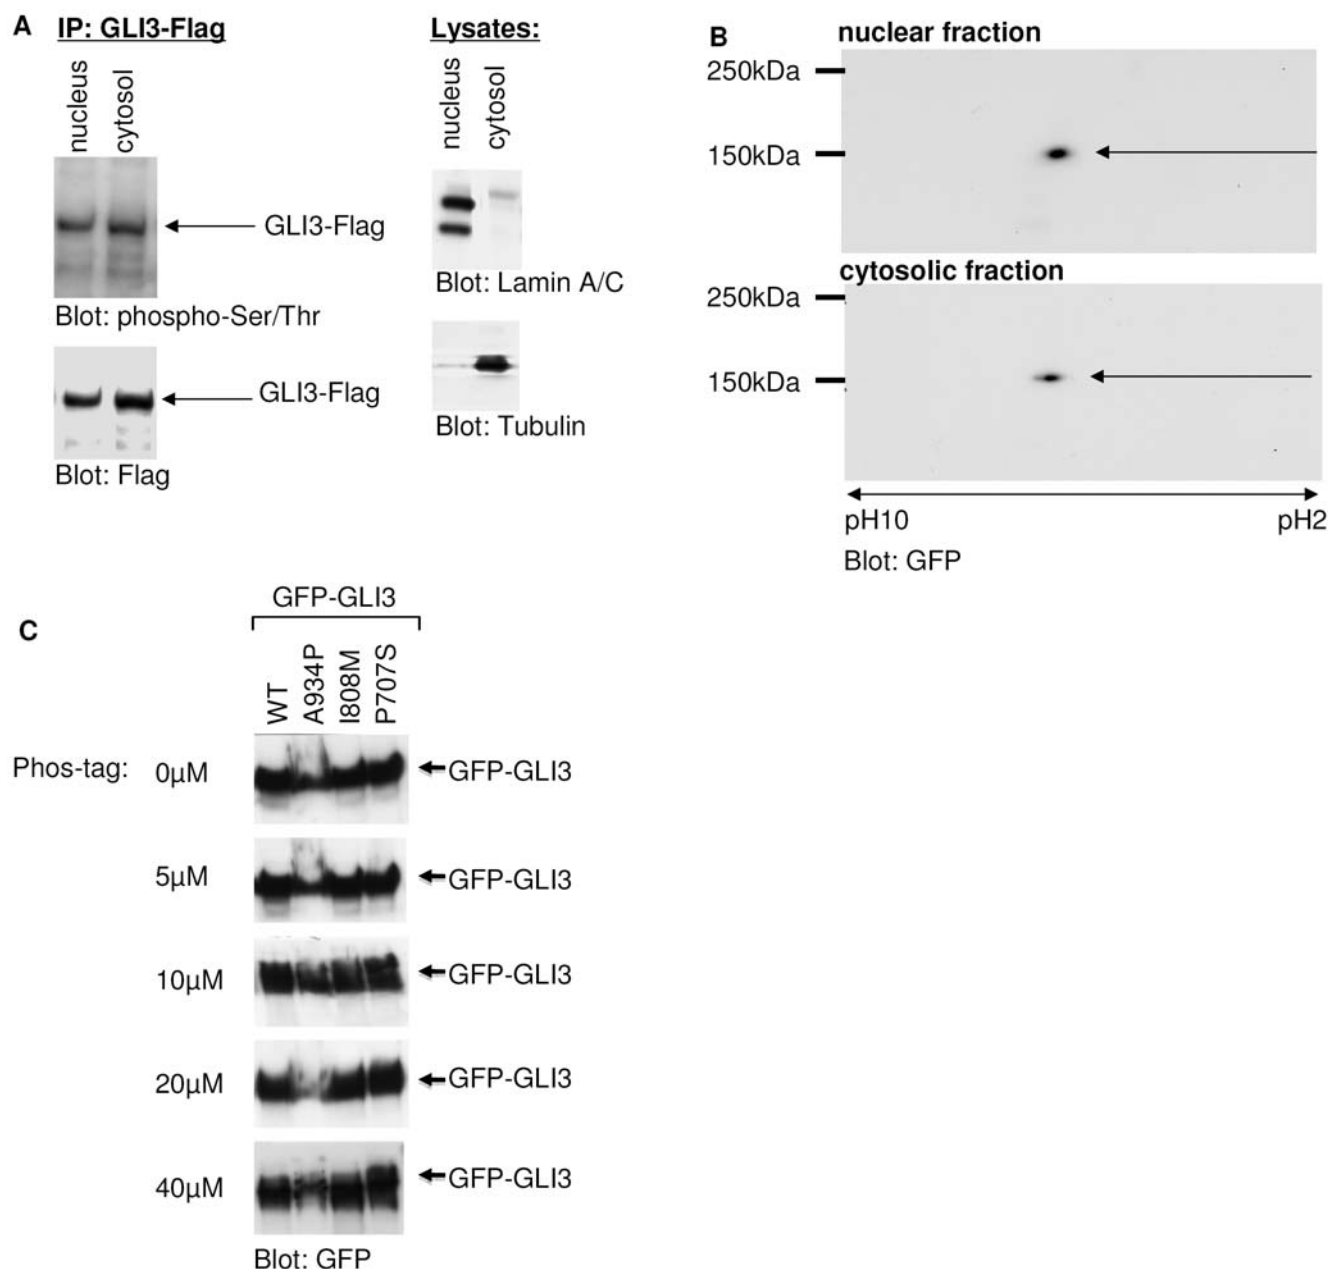 A
IP: GLI3-Flag
nucleus
cytosol
GLI3-Flag
Blot: phospho-Ser/Thr
GLI3-Flag
Blot: Flag
Lysates:
nucleus
cytosol
Blot: Lamin A/C
Blot: Tubulin
B
nuclear fraction
250kDa
150kDa
cytosolic fraction
250kDa
150kDa
pH10 pH2
Blot: GFP
C
GFP-GLI3
WT
A934P
I808M
P707S
Phos-tag: 0µM GFP-GLI3
5µM GFP-GLI3
10µM GFP-GLI3
20µM GFP-GLI3
40µM GFP-GLI3
Blot: GFP